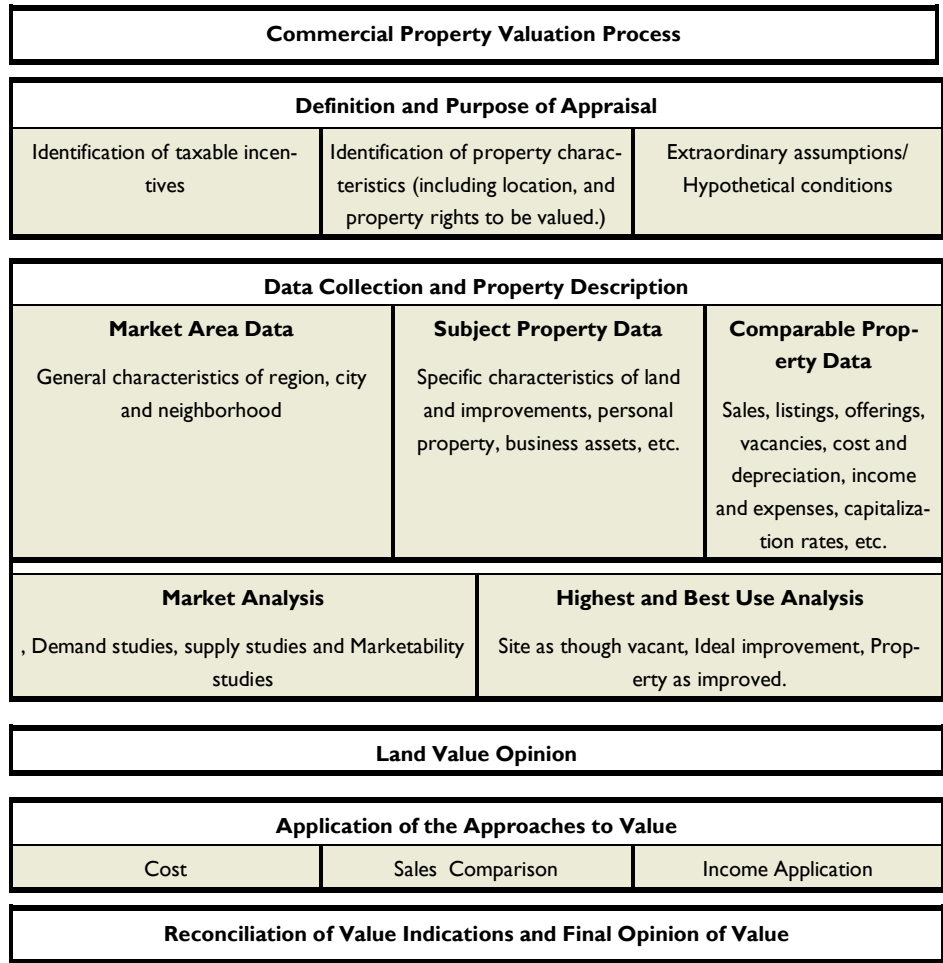 Commercial Property Valuation Process
Definition and Purpose of Appraisal
Identification of taxable incen-
tives
Identification of property charac-
teristics (including location, and
property rights to be valued.)
Extraordinary assumptions/
Hypothetical conditions
Data Collection and Property Description
Market Area Data
General characteristics of region, city
and neighborhood
Subject Property Data
Specific characteristics of land
and improvements, personal
property, business assets, etc.
Comparable Prop-
erty Data
Sales, listings, offerings,
vacancies, cost and
depreciation, income
and expenses, capitaliza-
tion rates, etc.
Market Analysis
, Demand studies, supply studies and Marketability
studies
Highest and Best Use Analysis
Site as though vacant, Ideal improvement, Prop-
erty as improved.
Land Value Opinion
Application of the Approaches to Value
Cost
Sales Comparison
Income Application
Reconciliation of Value Indications and Final Opinion of Value